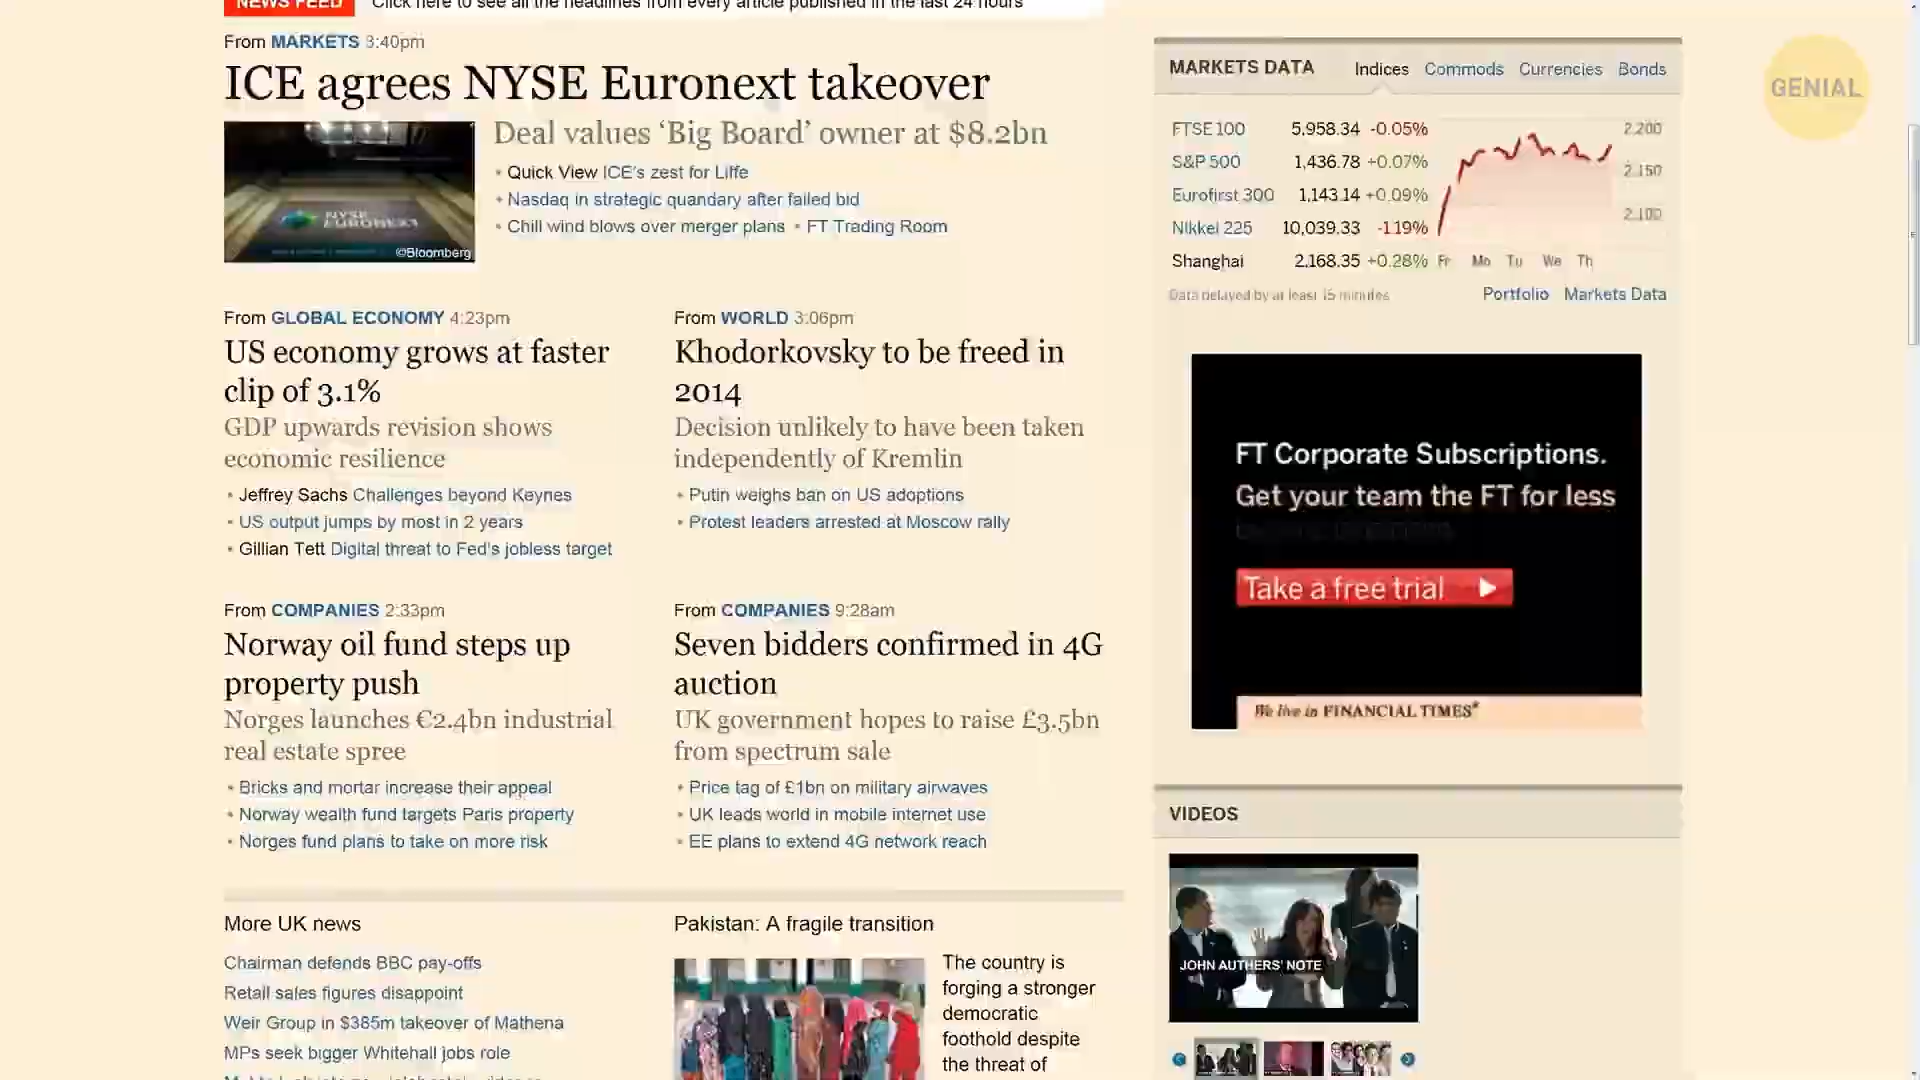 NEWS FEED Click here to see all the headlines from every article published in the last 24 hours
From MARKETS 3:40pm
ICE agrees NYSE Euronext takeover
NYSE
EURONEXT
©Bloomberg
Deal values ‘Big Board’ owner at $8.2bn
• Quick View ICE's zest for Liffe
• Nasdaq in strategic quandary after failed bid
• Chill wind blows over merger plans • FT Trading Room
From GLOBAL ECONOMY 4:23pm
US economy grows at faster
clip of 3.1%
GDP upwards revision shows
economic resilience
• Jeffrey Sachs Challenges beyond Keynes
• US output jumps by most in 2 years
• Gillian Tett Digital threat to Fed's jobless target
From WORLD 3:06pm
Khodorkovsky to be freed in
2014
Decision unlikely to have been taken
independently of Kremlin
• Putin weighs ban on US adoptions
• Protest leaders arrested at Moscow rally
From COMPANIES 2:33pm
Norway oil fund steps up
property push
Norges launches €2.4bn industrial
real estate spree
• Bricks and mortar increase their appeal
• Norway wealth fund targets Paris property
• Norges fund plans to take on more risk
From COMPANIES 9:28am
Seven bidders confirmed in 4G
auction
UK government hopes to raise £3.5bn
from spectrum sale
• Price tag of £1bn on military airwaves
• UK leads world in mobile internet use
• EE plans to extend 4G network reach
More UK news
Chairman defends BBC pay-offs
Retail sales figures disappoint
Weir Group in $385m takeover of Mathena
MPs seek bigger Whitehall jobs role
Pakistan: A fragile transition
The country is
forging a stronger
democratic
foothold despite
the threat of
MARKETS DATA Indices Commods Currencies Bonds
FTSE 100 5,958.34 -0.05%
S&P 500 1,436.78 +0.07%
Eurofirst 300 1,143.14 +0.09%
Nikkei 225 10,039.33 -1.19%
Shanghai 2,168.35 +0.28%
2,200
2,150
2,100
Fr Mo Tu We Th
Data delayed by at least 15 minutes
Portfolio Markets Data
FT Corporate Subscriptions.
Get your team the FT for less
Take a free trial
We live in FINANCIAL TIMES®
VIDEOS
JOHN AUTHERS' NOTE
GENIAL